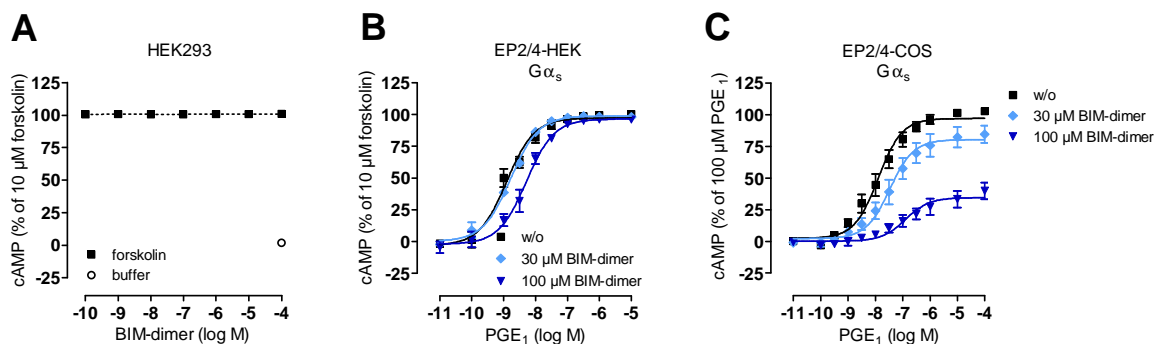 A
HEK293
cAMP (% of 10 µM forskolin)
125
100
75
50
25
0
-25
forskolin
buffer
-10 -9 -8 -7 -6 -5 -4
BIM-dimer (log M)
B
EP2/4-HEK
Gαs
cAMP (% of 10 µM forskolin)
125
100
75
50
25
0
-25
w/o
30 µM BIM-dimer
100 µM BIM-dimer
-11 -10 -9 -8 -7 -6 -5
PGE1 (log M)
C
EP2/4-COS
Gαs
cAMP (% of 100 µM PGE1)
125
100
75
50
25
0
-25
w/o
30 µM BIM-dimer
100 µM BIM-dimer
-11 -10 -9 -8 -7 -6 -5 -4
PGE1 (log M)